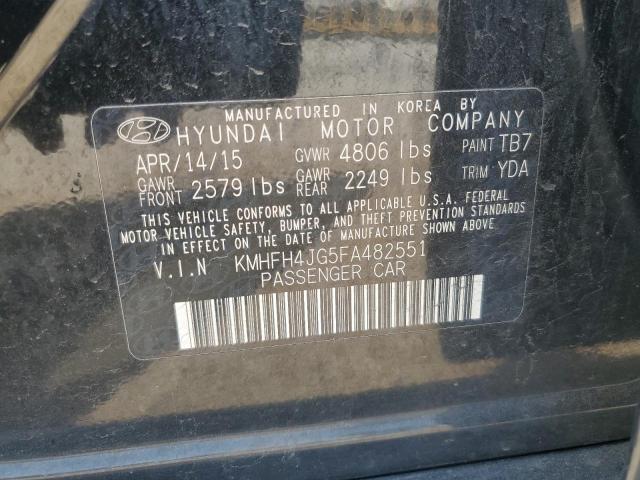 MANUFACTURED IN KOREA BY
HYUNDAI MOTOR COMPANY
APR/14/15 GVWR 4806 lbs PAINT TB7
GAWR FRONT 2579 lbs GAWR REAR 2249 lbs TRIM YDA
THIS VEHICLE CONFORMS TO ALL APPLICABLE U.S.A. FEDERAL
MOTOR VEHICLE SAFETY, BUMPER, AND THEFT PREVENTION STANDARDS
IN EFFECT ON THE DATE OF MANUFACTURE SHOWN ABOVE
V.I.N KMHFH4JG5FA482551
PASSENGER CAR